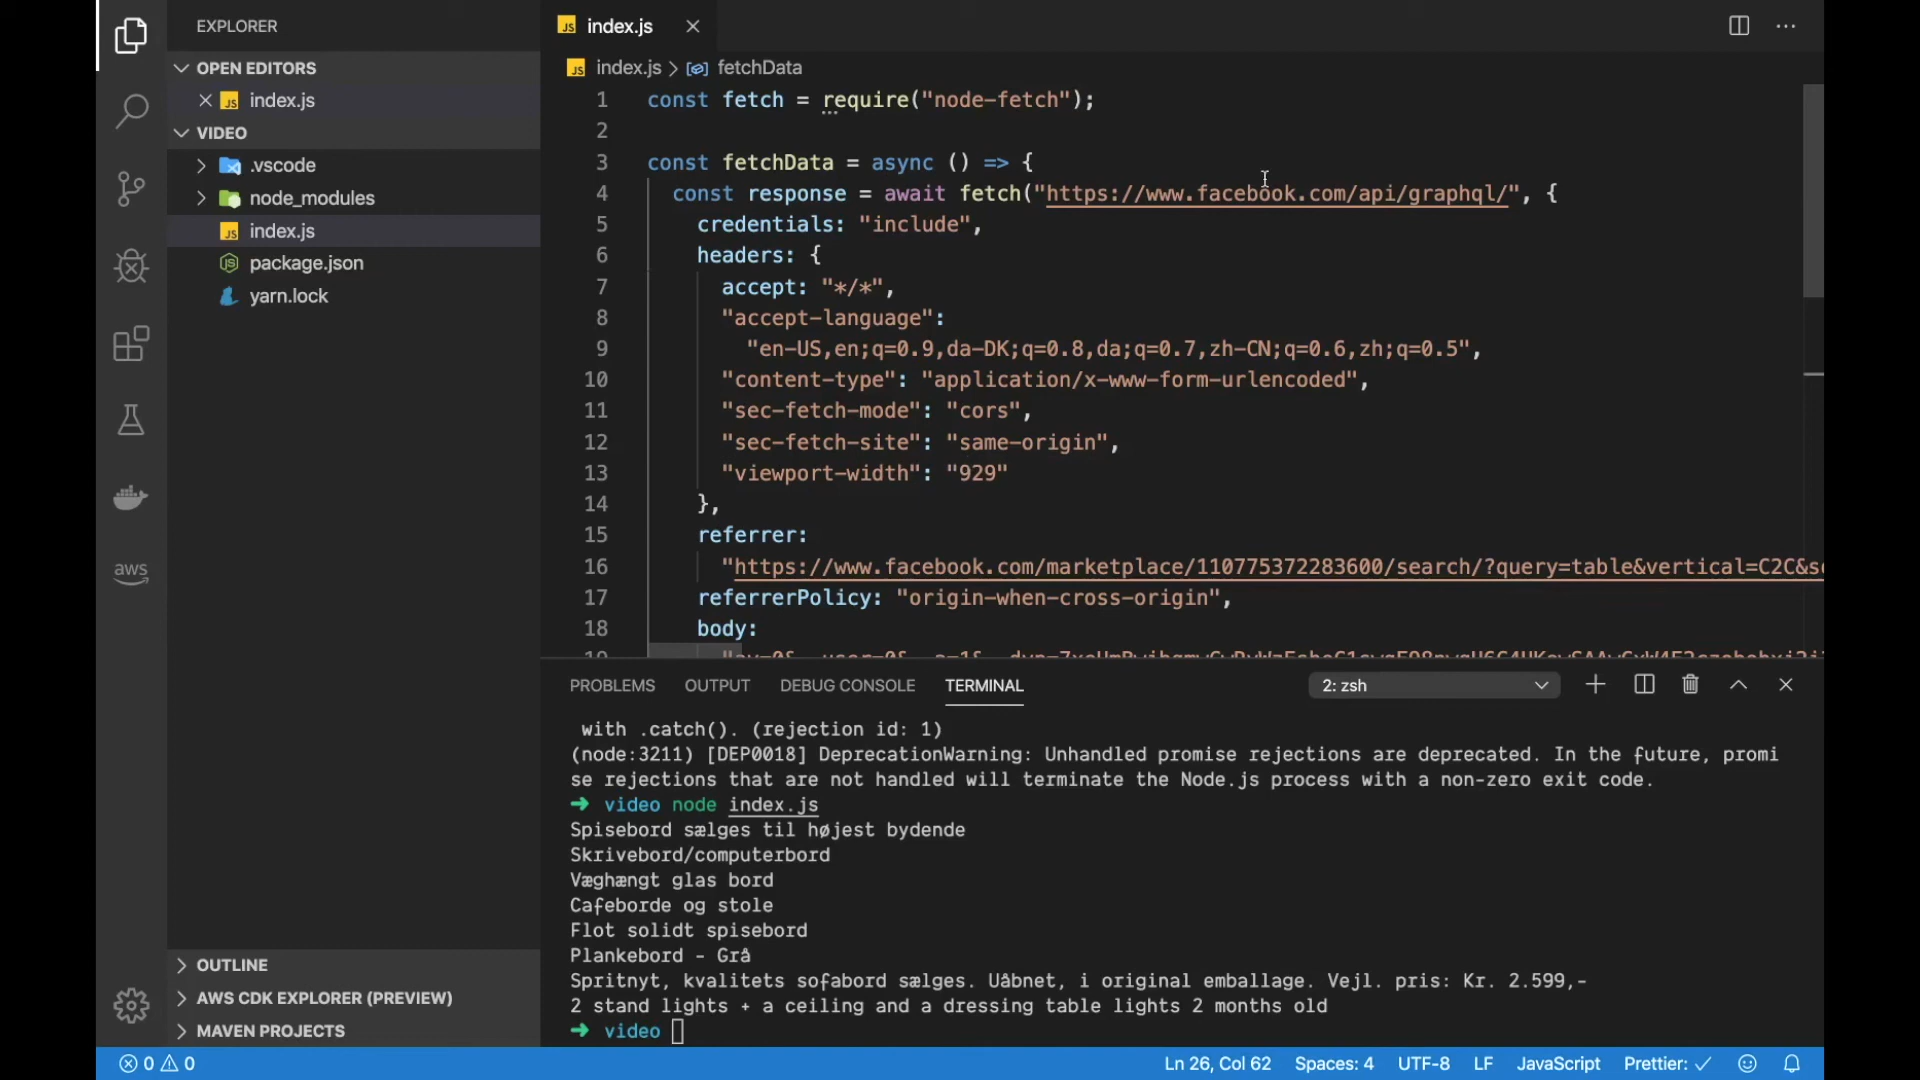 EXPLORER
OPEN EDITORS
index.js
VIDEO
.vscode
node_modules
index.js
package.json
yarn.lock
OUTLINE
AWS CDK EXPLORER (PREVIEW)
MAVEN PROJECTS
aws
index.js
index.js > fetchData
1 const fetch = require("node-fetch");
2
3 const fetchData = async () => {
4 const response = await fetch("https://www.facebook.com/api/graphql/", {
5 credentials: "include",
6 headers: {
7 accept: "*/*",
8 "accept-language":
9 "en-US,en;q=0.9,da-DK;q=0.8,da;q=0.7,zh-CN;q=0.6,zh;q=0.5",
10 "content-type": "application/x-www-form-urlencoded",
11 "sec-fetch-mode": "cors",
12 "sec-fetch-site": "same-origin",
13 "viewport-width": "929"
14 },
15 referrer:
16 "https://www.facebook.com/marketplace/110775372283600/search/?query=table&vertical=C2C&s
17 referrerPolicy: "origin-when-cross-origin",
18 body:
PROBLEMS OUTPUT DEBUG CONSOLE TERMINAL 2: zsh
with .catch(). (rejection id: 1)
(node:3211) [DEP0018] DeprecationWarning: Unhandled promise rejections are deprecated. In the future, promi
se rejections that are not handled will terminate the Node.js process with a non-zero exit code.
➜ video node index.js
Spisebord sælges til højest bydende
Skrivebord/computerbord
Væghængt glas bord
Cafeborde og stole
Flot solidt spisebord
Plankebord - Grå
Spritnyt, kvalitets sofabord sælges. Uåbnet, i original emballage. Vejl. pris: Kr. 2.599,-
2 stand lights + a ceiling and a dressing table lights 2 months old
➜ video
0 0 Ln 26, Col 62 Spaces: 4 UTF-8 LF JavaScript Prettier: ✓